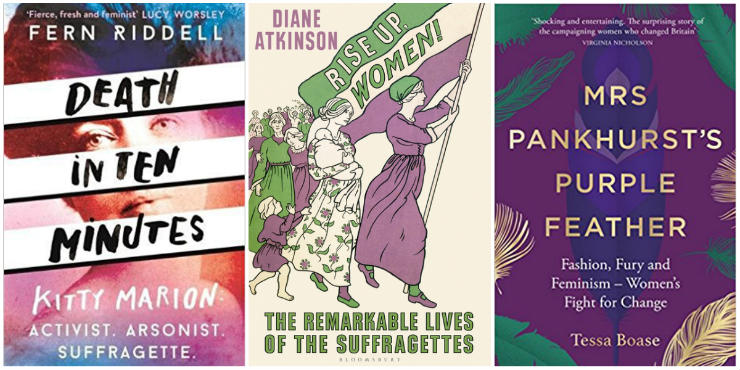 'Fierce, fresh and feminist' LUCY WORSLEY
FERN RIDDELL
DEATH
IN TEN
MINUTES
KITTY MARION:
ACTIVIST. ARSONIST.
SUFFRAGETTE.
DIANE
ATKINSON
RISE UP,
WOMEN!
THE REMARKABLE LIVES
OF THE SUFFRAGETTES
BLOOMSBURY
'Shocking and entertaining. The surprising story of
the campaigning women who changed Britain'
VIRGINIA NICHOLSON
MRS
PANKHURST'S
PURPLE
FEATHER
Fashion, Fury and
Feminism – Women's
Fight for Change
Tessa Boase